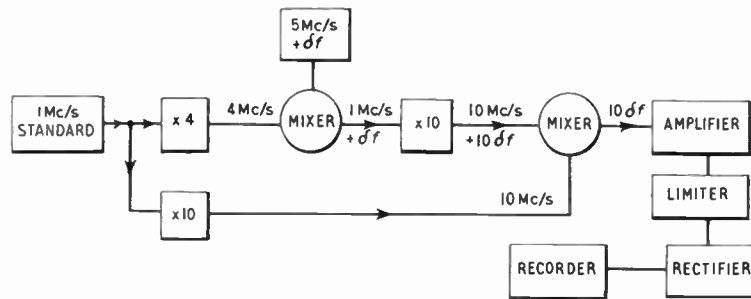 5Mc/s
+δf
1Mc/s
STANDARD
x 4
4Mc/s
MIXER
1Mc/s
+δf
x 10
10Mc/s
+10δf
MIXER
10δf
AMPLIFIER
LIMITER
x10
10Mc/s
RECORDER
RECTIFIER